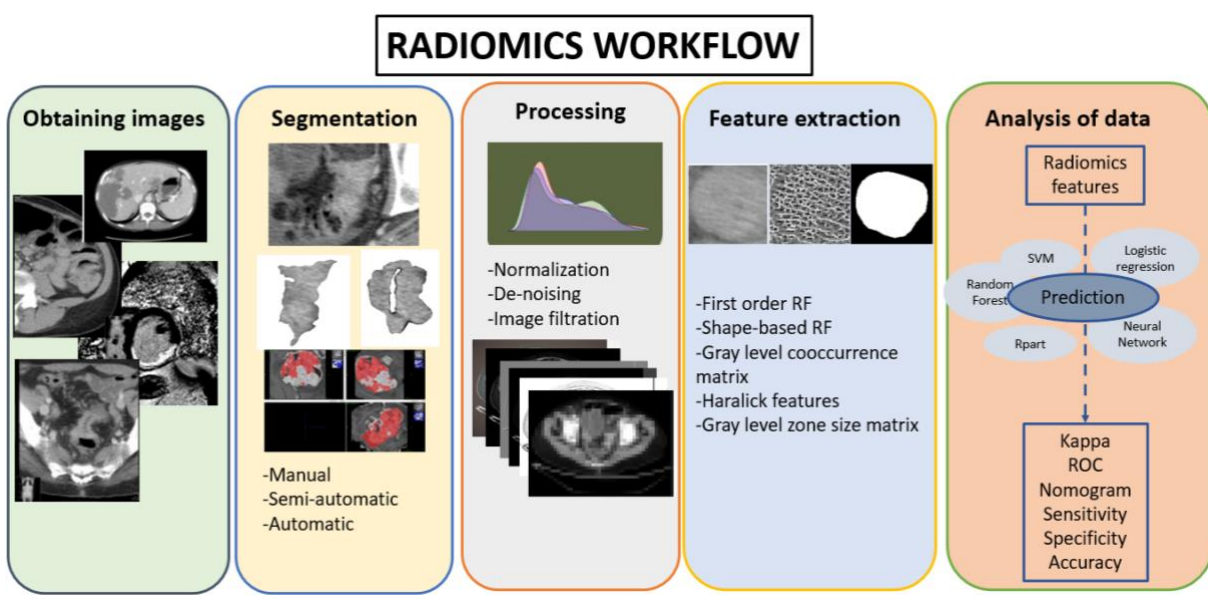 RADIOMICS WORKFLOW
Obtaining images
Segmentation
-Manual
-Semi-automatic
-Automatic
Processing
-Normalization
-De-noising
-Image filtration
Feature extraction
-First order RF
-Shape-based RF
-Gray level cooccurrence
matrix
-Haralick features
-Gray level zone size matrix
Analysis of data
Radiomics
features
SVM
Logistic
regression
Random
Forest
Prediction
Rpart
Neural
Network
Kappa
ROC
Nomogram
Sensitivity
Specificity
Accuracy